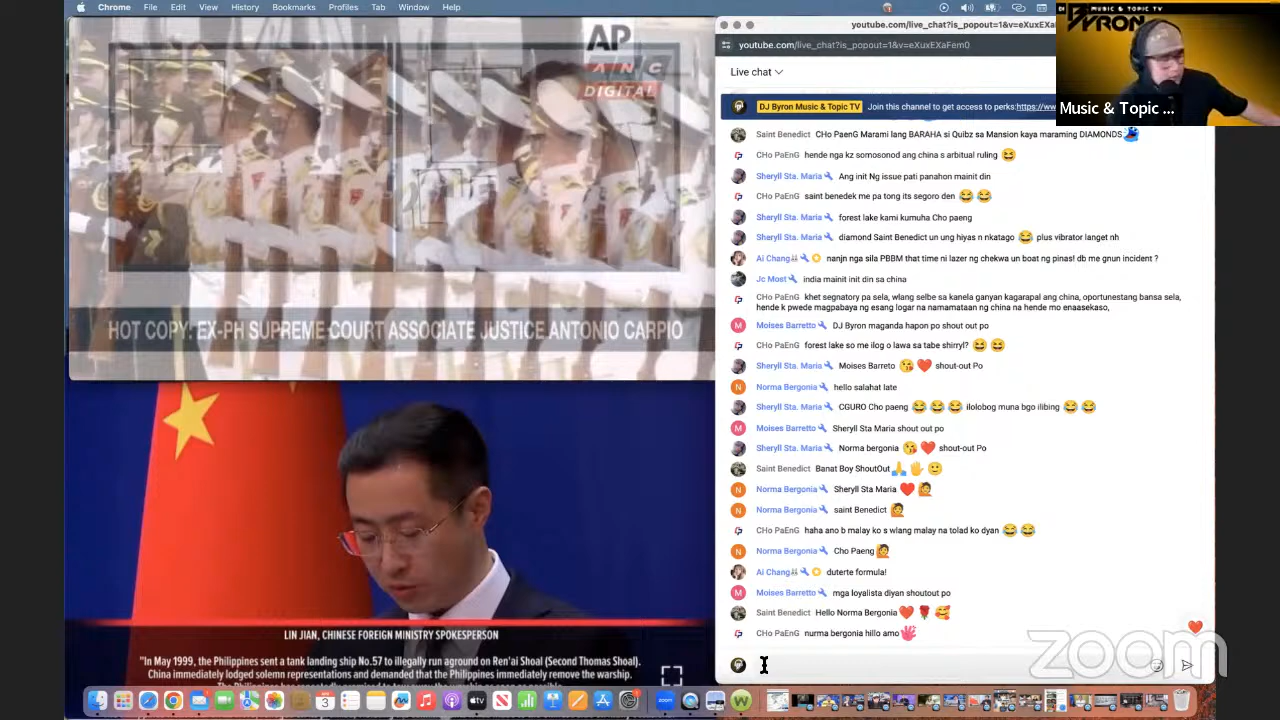 Chrome File Edit View History Bookmarks Profiles Tab Window Help
AP
ANC
DIGITAL
HOT COPY: EX-PH SUPREME COURT ASSOCIATE JUSTICE ANTONIO CARPIO
LIN JIAN, CHINESE FOREIGN MINISTRY SPOKESPERSON
"In May 1999, the Philippines sent a tank landing ship No.57 to illegally run aground on Ren'ai Shoal (Second Thomas Shoal).
China immediately lodged solemn representations and demanded that the Philippines immediately remove the warship.
youtube.com/live_chat?is_popout=1&v=eXuxEXa
youtube.com/live_chat?is_popout=1&v=eXuxEXaFem0
Live chat
DJ Byron Music & Topic TV Join this channel to get access to perks:https://ww
Saint Benedict CHo PaenG Marami lang BARAHA si Quibz sa Mansion kaya maraming DIAMONDS
CHo PaEnG hende nga kz somosonod ang china s arbitual ruling
Sheryll Sta. Maria Ang init Ng issue pati panahon mainit din
CHo PaEnG saint benedek me pa tong its segoro den
Sheryll Sta. Maria forest lake kami kumuha Cho paeng
Sheryll Sta. Maria diamond Saint Benedict un ung hiyas n nkatago plus vibrator langet nh
Ai Chang nanjn nga sila PBBM that time ni lazer ng chekwa un boat ng pinas! db me gnun incident ?
Jc Most india mainit init din sa china
CHo PaEnG khet segnatory pa sela, wlang selbe sa kanela ganyan kagarapal ang china, oportunestang bansa sela,
hende k pwede magpabaya ng esang logar na namamataan ng china na hende mo enaasekaso,
Moises Barretto DJ Byron maganda hapon po shout out po
CHo PaEnG forest lake so me ilog o lawa sa tabe shirryl?
Sheryll Sta. Maria Moises Barreto shout-out Po
Norma Bergonia hello salahat late
Sheryll Sta. Maria CGURO Cho paeng ilolobog muna bgo ilibing
Moises Barretto Sheryll Sta Maria shout out po
Sheryll Sta. Maria Norma bergonia shout-out Po
Saint Benedict Banat Boy ShoutOut
Norma Bergonia Sheryll Sta Maria
Norma Bergonia saint Benedict
CHo PaEnG haha ano b malay ko s wlang malay na tolad ko dyan
Norma Bergonia Cho Paeng
Ai Chang duterte formula!
Moises Barretto mga loyalista diyan shoutout po
Saint Benedict Hello Norma Bergonia
CHo PaEnG nurma bergonia hillo amo
MUSIC & TOPIC TV
BYRON
Music & Topic ...
zoom